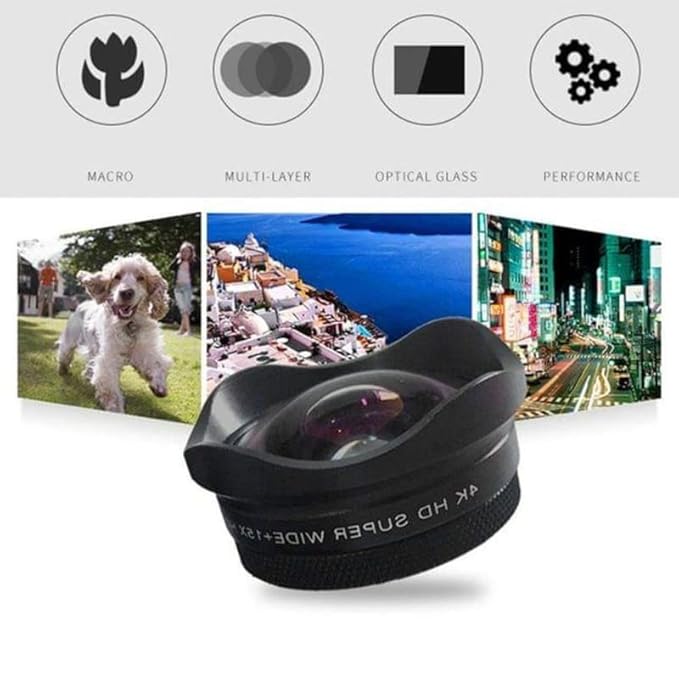 MACRO
MULTI-LAYER
OPTICAL GLASS
PERFORMANCE
4K HD SUPER WIDE+15X